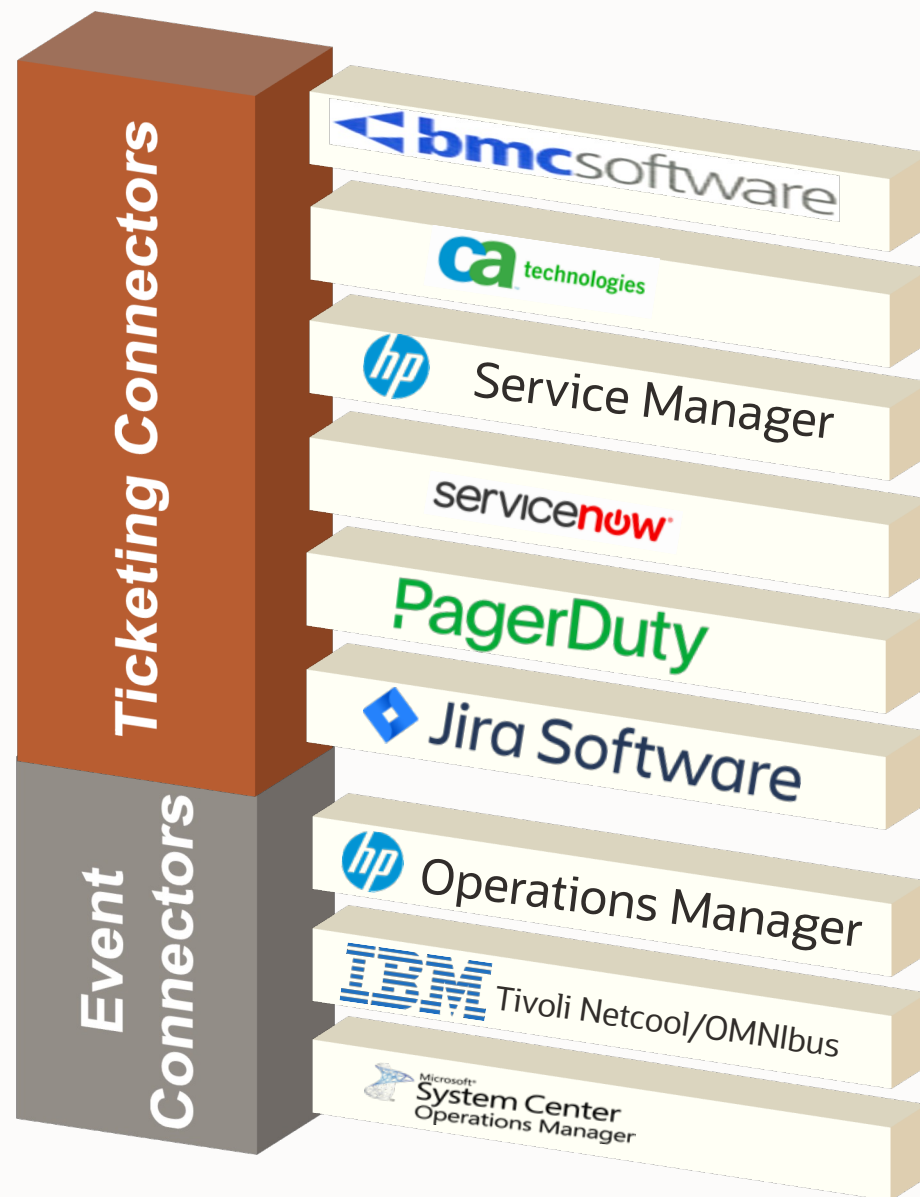 Ticketing Connectors
bmcsoftware
ca technologies
hp Service Manager
servicenow
PagerDuty
Jira Software
Event
Connectors
hp Operations Manager
IBM Tivoli Netcool/OMNIbus
Microsoft®
System Center
Operations Manager